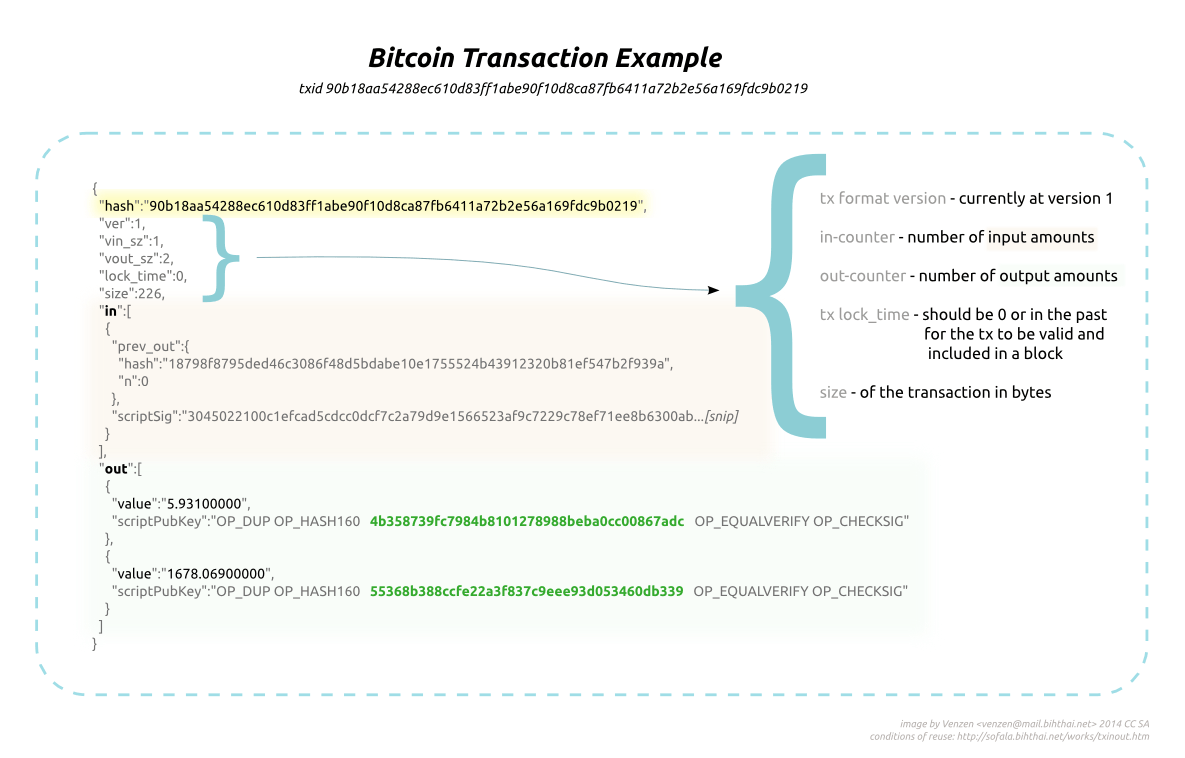 Bitcoin Transaction Example
txid 90b18aa54288ec610d83ff1abe90f10d8ca87fb6411a72b2e56a169fdc9b0219
{
"hash":"90b18aa54288ec610d83ff1abe90f10d8ca87fb6411a72b2e56a169fdc9b0219",
"ver":1,
"vin_sz":1,
"vout_sz":2,
"lock_time":0,
"size":226,
"in":[
{
"prev_out":{
"hash":"18798f8795ded46c3086f48d5bdabe10e1755524b43912320b81ef547b2f939a",
"n":0
},
"scriptSig":"3045022100c1efcad5cdcc0dcf7c2a79d9e1566523af9c7229c78ef71ee8b6300ab...[snip]
}
],
"out":[
{
"value":"5.93100000",
"scriptPubKey":"OP_DUP OP_HASH160 4b358739fc7984b8101278988beba0cc00867adc OP_EQUALVERIFY OP_CHECKSIG"
},
{
"value":"1678.06900000",
"scriptPubKey":"OP_DUP OP_HASH160 55368b388ccfe22a3f837c9eee93d053460db339 OP_EQUALVERIFY OP_CHECKSIG"
}
]
}
tx format version - currently at version 1
in-counter - number of input amounts
out-counter - number of output amounts
tx lock_time - should be 0 or in the past
for the tx to be valid and
included in a block
size - of the transaction in bytes
image by Venzen <venzen@mail.bihthai.net> 2014 CC SA
conditions of reuse: http://sofala.bihthai.net/works/txinout.htm